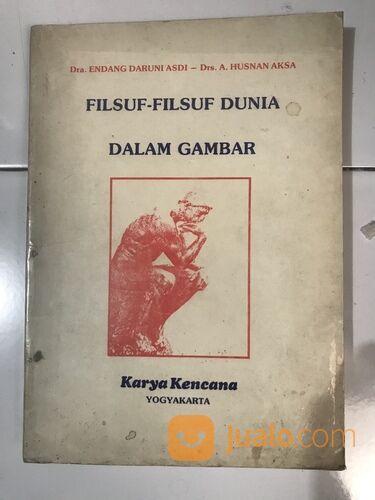 Dra. ENDANG DARUNI ASDI – Drs. A. HUSNAN AKSA
FILSUF-FILSUF DUNIA
DALAM GAMBAR
Karya Kencana
YOGYAKARTA
jualo.com